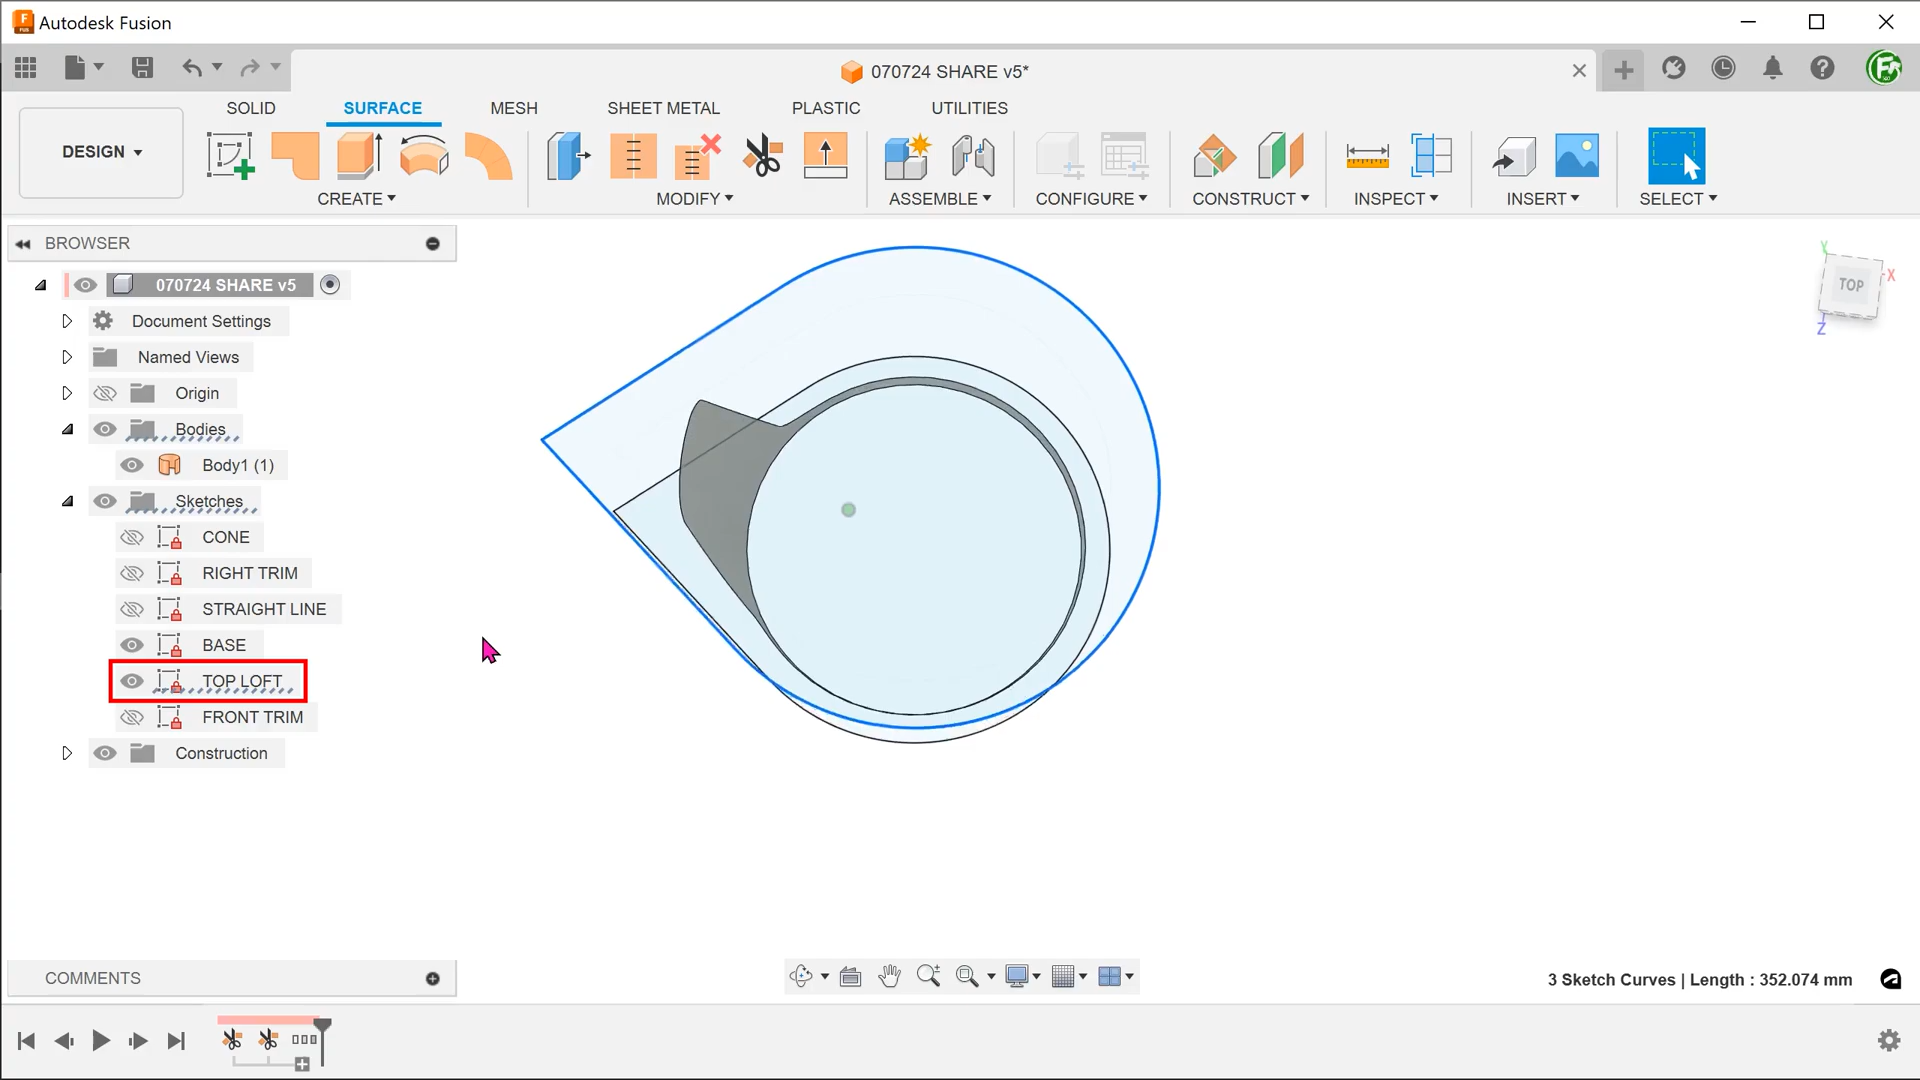 Autodesk Fusion
070724 SHARE v5*
SOLID
SURFACE
MESH
SHEET METAL
PLASTIC
UTILITIES
DESIGN
CREATE
MODIFY
ASSEMBLE
CONFIGURE
CONSTRUCT
INSPECT
INSERT
SELECT
BROWSER
070724 SHARE v5
Document Settings
Named Views
Origin
Bodies
Body1 (1)
Sketches
CONE
RIGHT TRIM
STRAIGHT LINE
BASE
TOP LOFT
FRONT TRIM
Construction
Y
X
TOP
Z
COMMENTS
3 Sketch Curves | Length : 352.074 mm